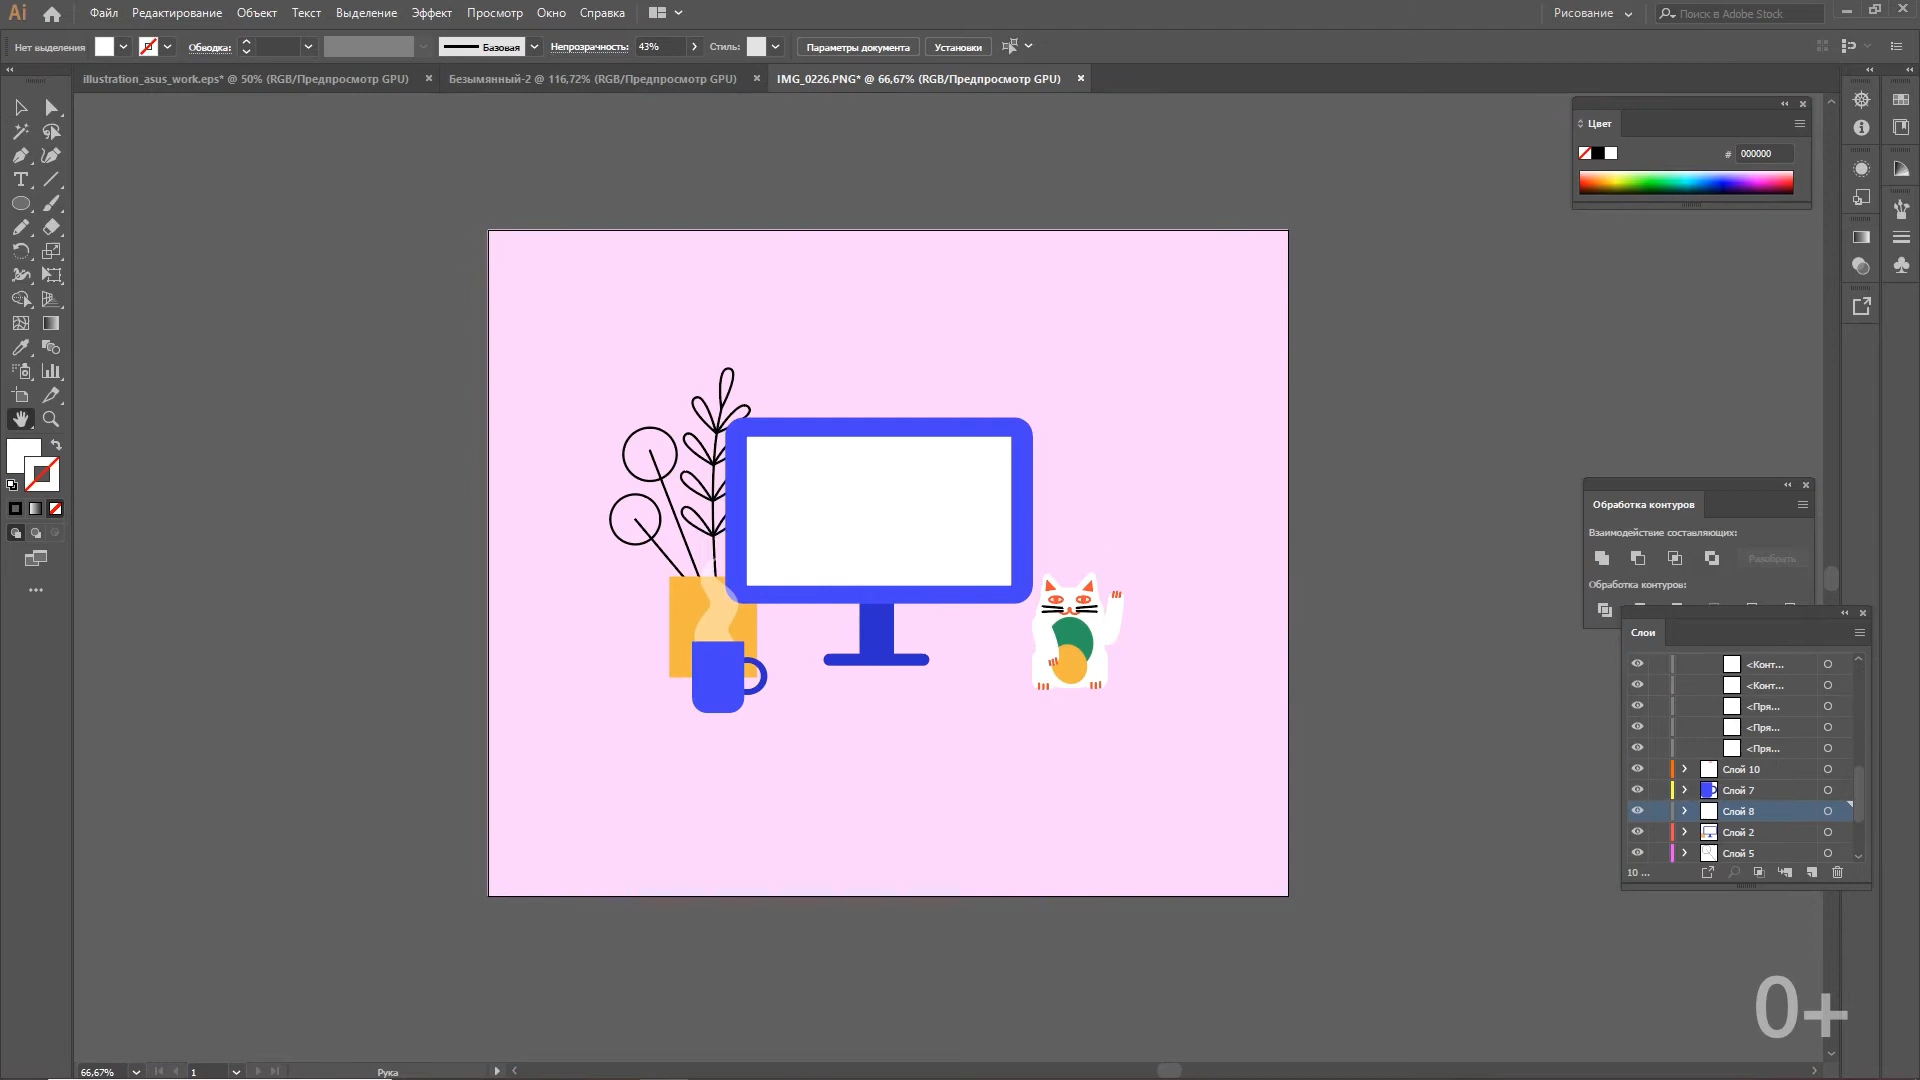 Ai Файл Редактирование Объект Текст Выделение Эффект Просмотр Окно Справка Рисование Поиск в Adobe Stock
Нет выделения Обводка: Базовая Непрозрачность: 43% Стиль: Параметры документа Установки
illustration_asus_work.eps* @ 50% (RGB/Предпросмотр GPU) Безымянный-2 @ 116,72% (RGB/Предпросмотр GPU) IMG_0226.PNG* @ 66,67% (RGB/Предпросмотр GPU)
Цвет
# 000000
Обработка контуров
Взаимодействие составляющих:
Разобрать
Обработка контуров:
Слои
<Конт...
<Конт...
<Пря...
<Пря...
<Пря...
Слой 10
Слой 7
Слой 8
Слой 2
Слой 5
10 ...
0+
66,67% 1 Рука